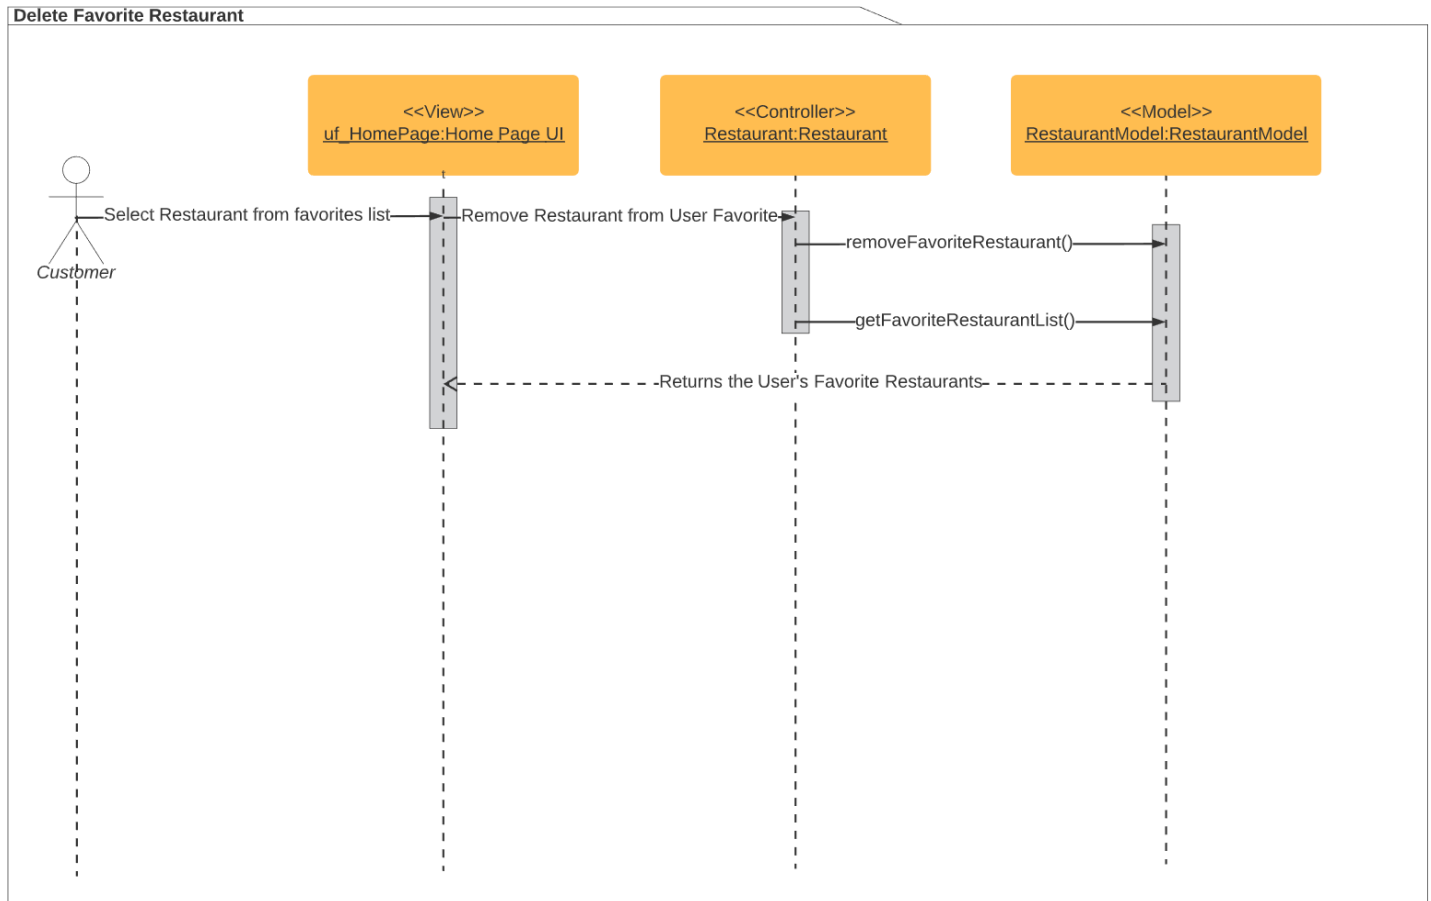 Delete Favorite Restaurant
<<View>>
uf_HomePage:Home Page UI
<<Controller>>
Restaurant:Restaurant
<<Model>>
RestaurantModel:RestaurantModel
t
Select Restaurant from favorites list
Remove Restaurant from User Favorite
removeFavoriteRestaurant()
Customer
getFavoriteRestaurantList()
Returns the User's Favorite Restaurants